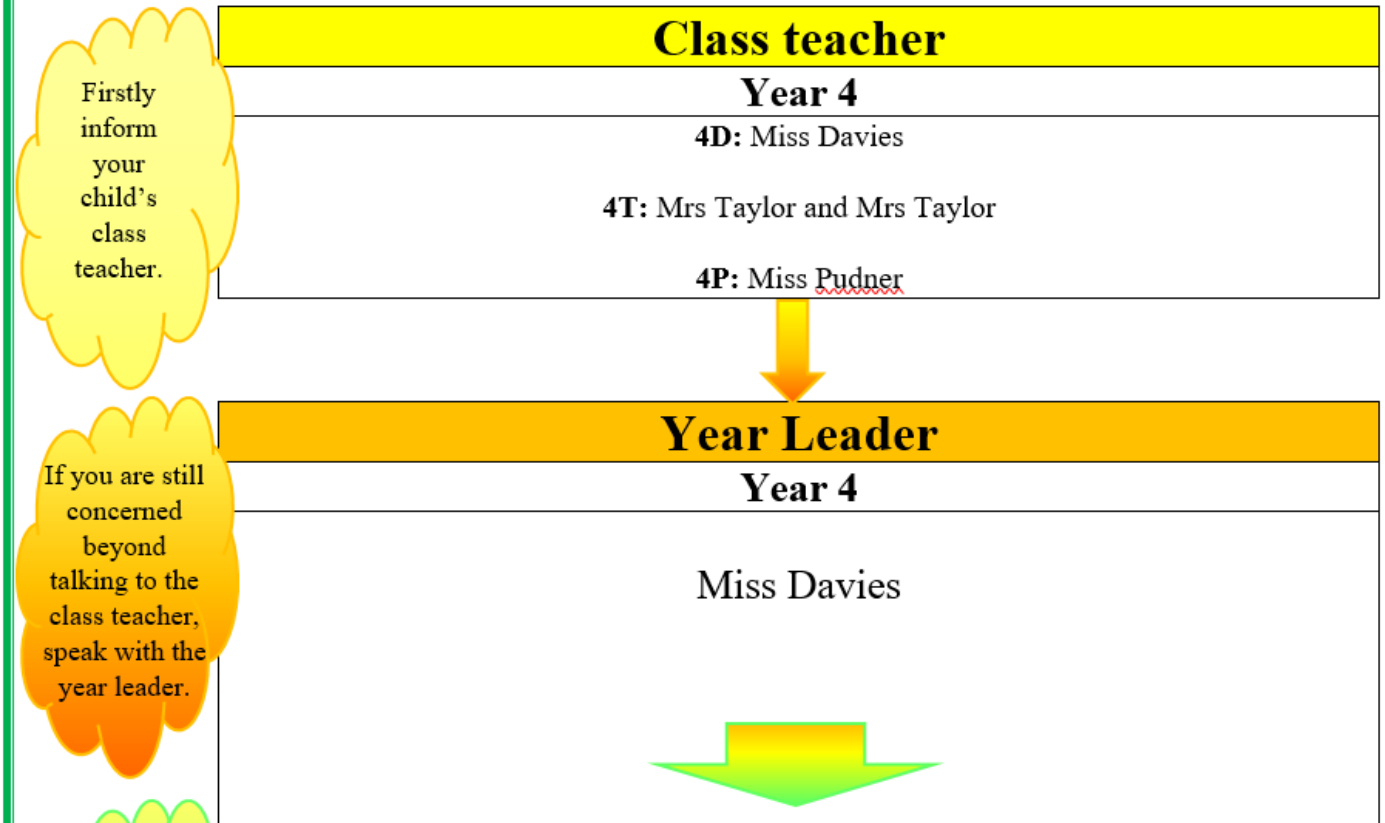 Class teacher
Year 4
Firstly
inform
your
child's
class
teacher.
4D: Miss Davies
4T: Mrs Taylor and Mrs Taylor
4P: Miss Pudner
Year Leader
Year 4
If you are still
concerned
beyond
talking to the
class teacher,
speak with the
year leader.
Miss Davies